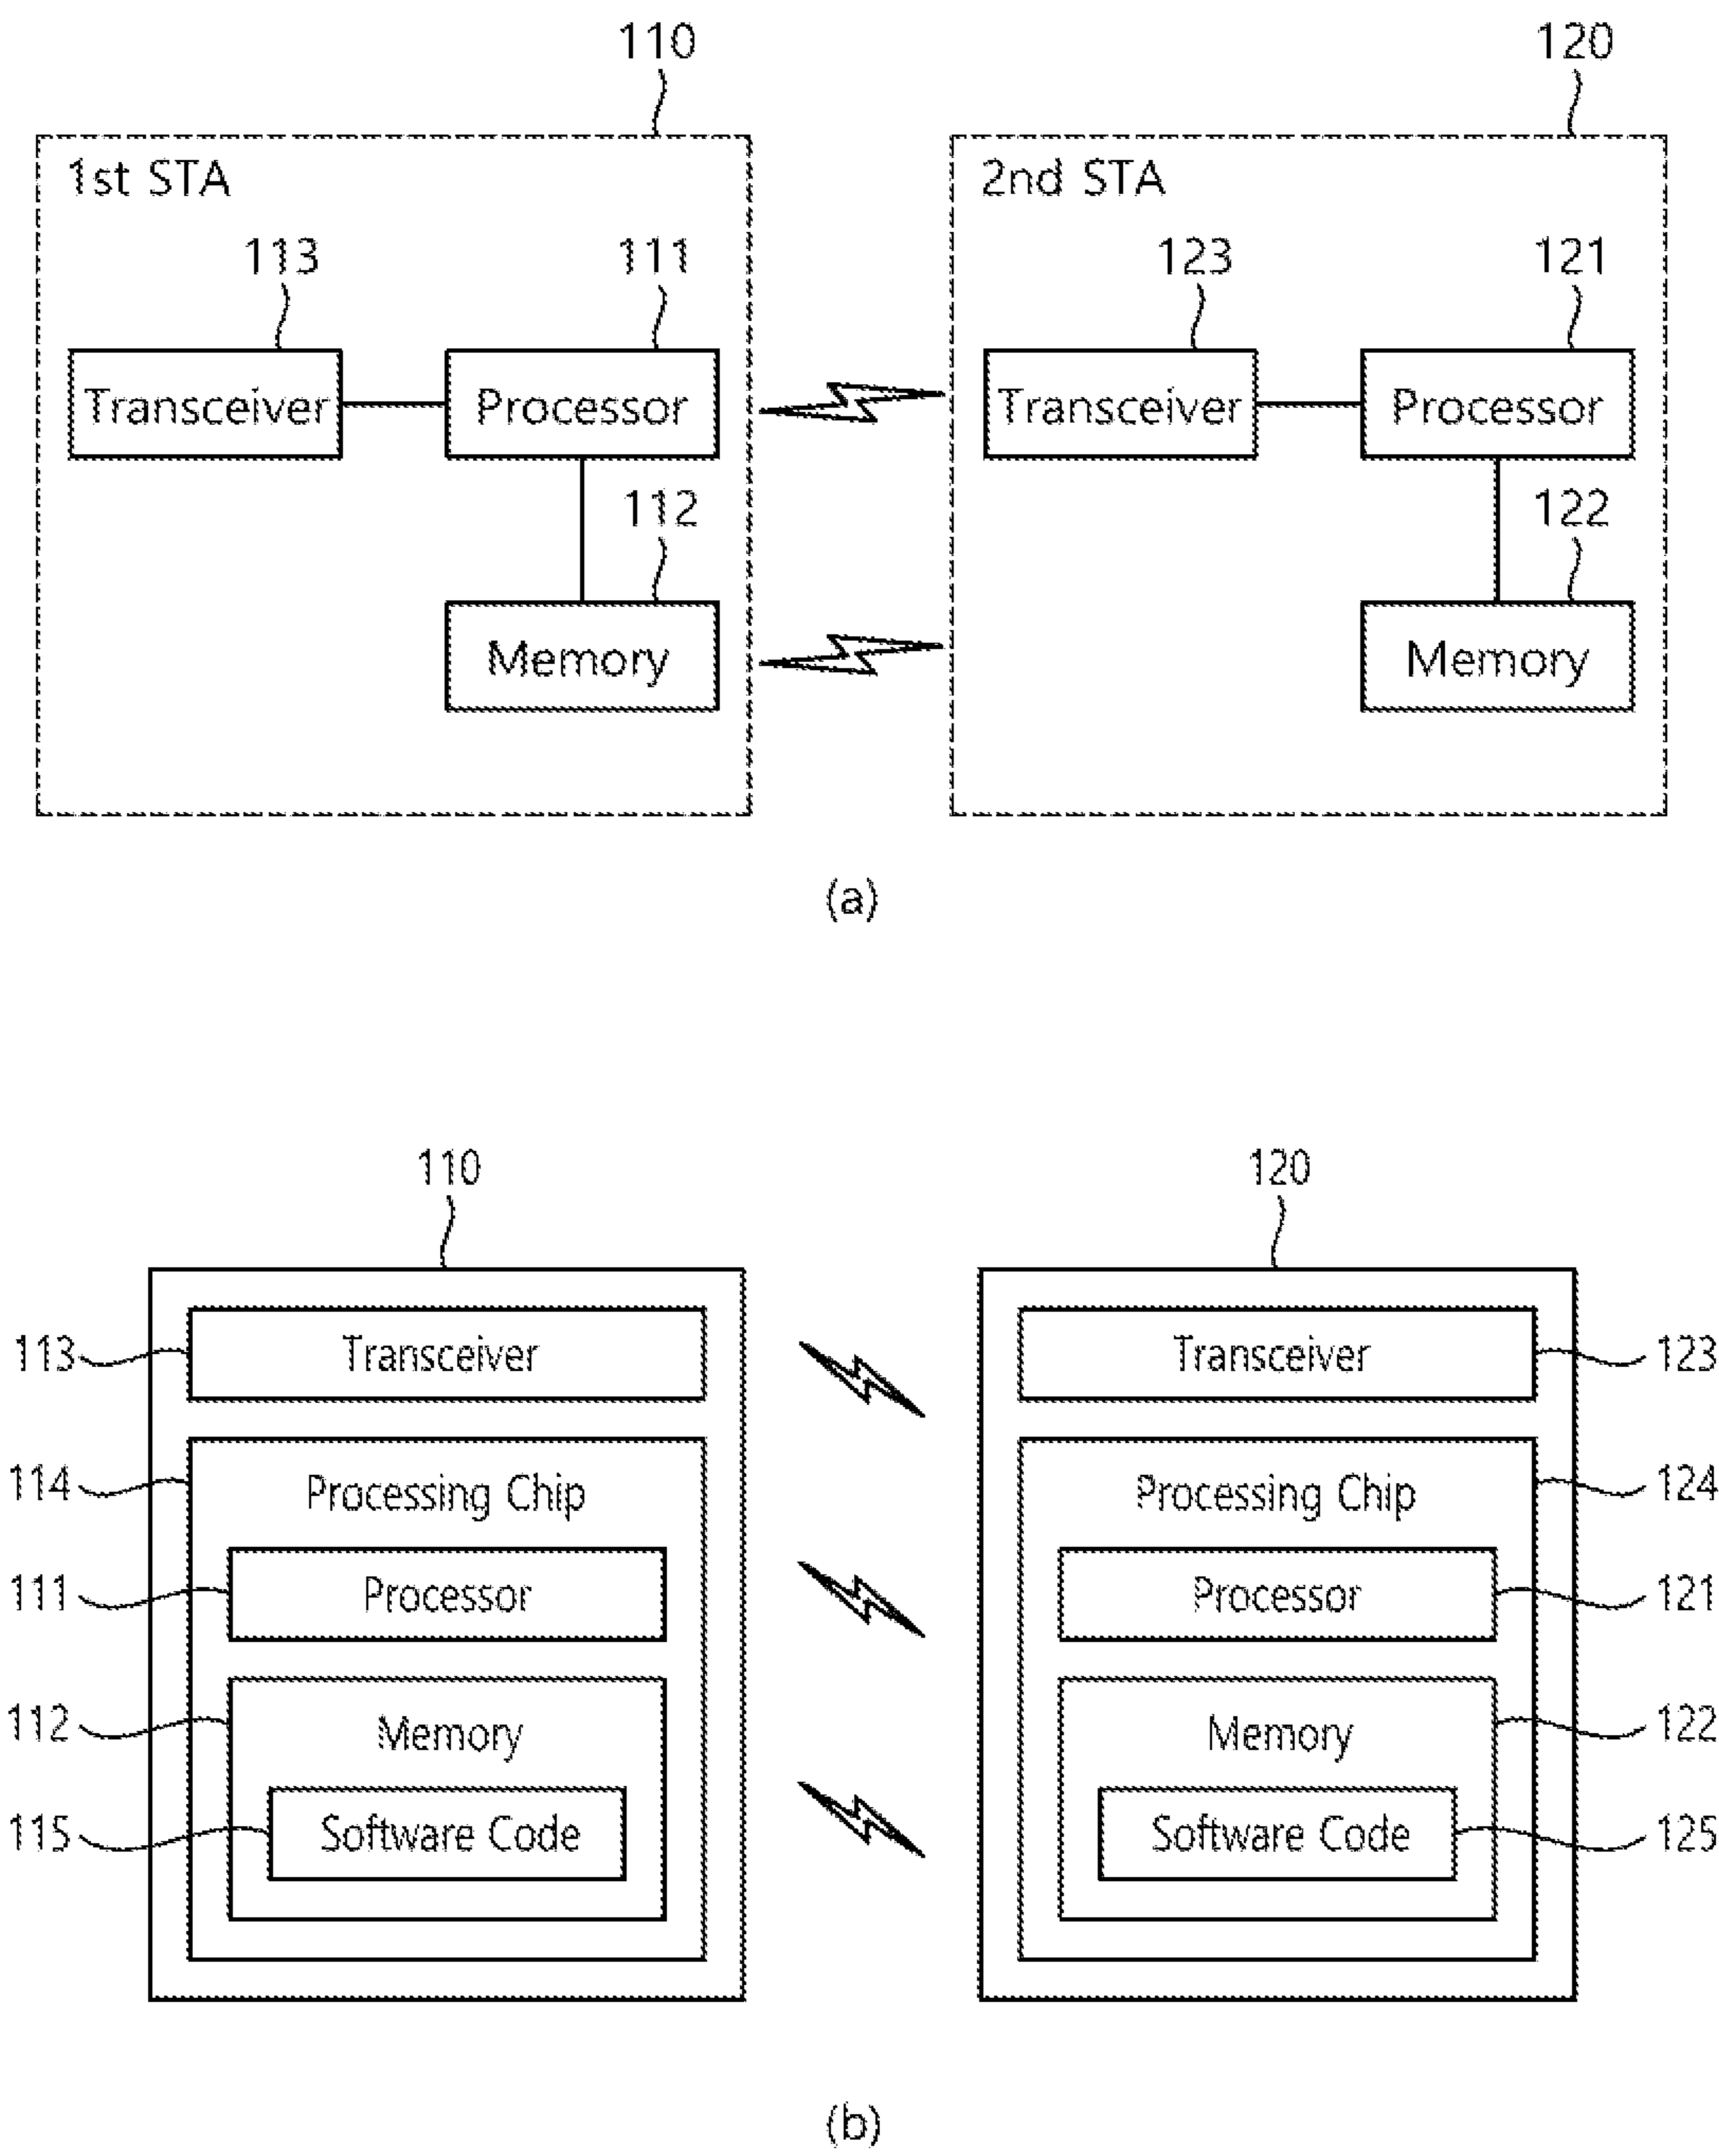 110 120
1st STA 2nd STA
113 111 123 121
Transceiver Processor Transceiver Processor
112 122
Memory Memory
(a)
110 120
113 Transceiver Transceiver 123
114 Processing Chip Processing Chip 124
111 Processor Processor 121
112 Memory Memory 122
115 Software Code Software Code 125
(b)